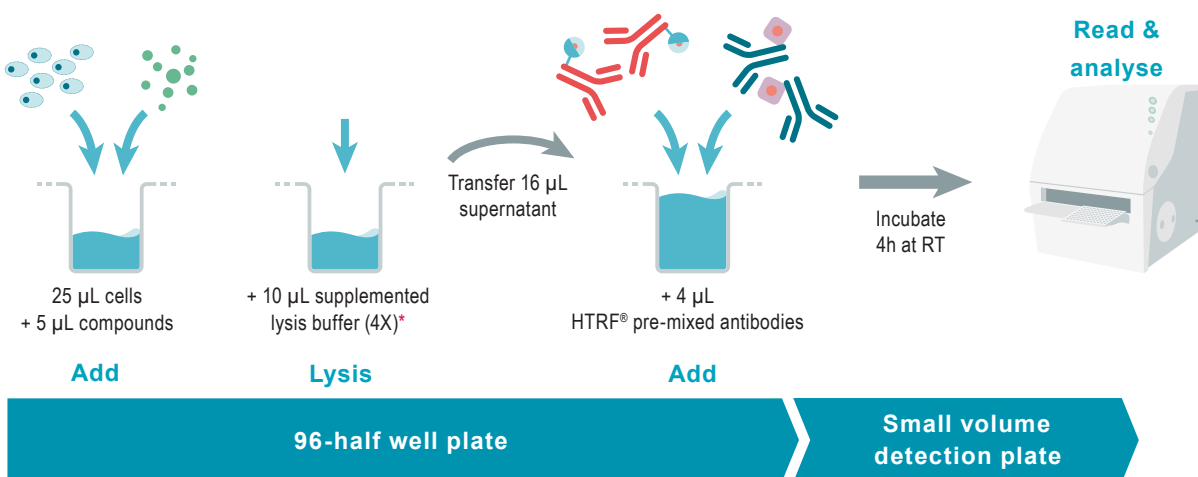 Read &
analyse
Transfer 16 µL
supernatant
Incubate
4h at RT
25 µL cells
+ 5 µL compounds
+ 10 µL supplemented
lysis buffer (4X)*
+ 4 µL
HTRF® pre-mixed antibodies
Add
Lysis
Add
96-half well plate
Small volume
detection plate